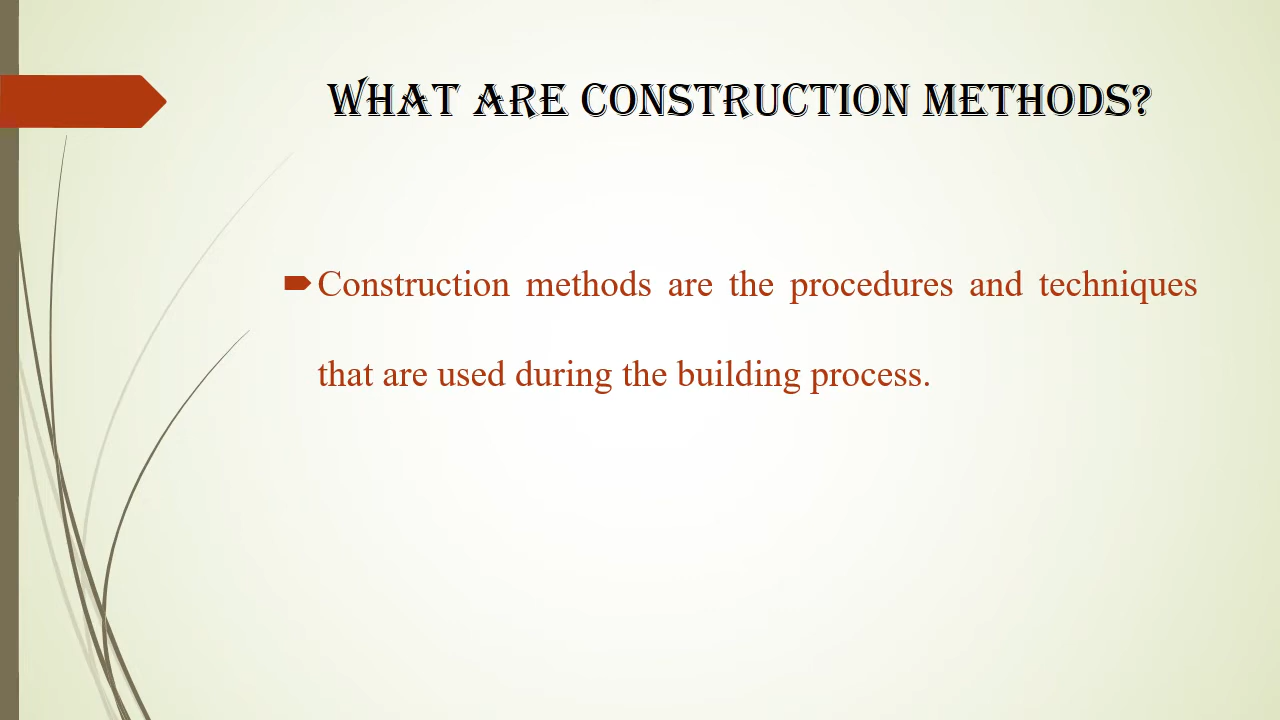 WHAT ARE CONSTRUCTION METHODS?
Construction methods are the procedures and techniques
that are used during the building process.